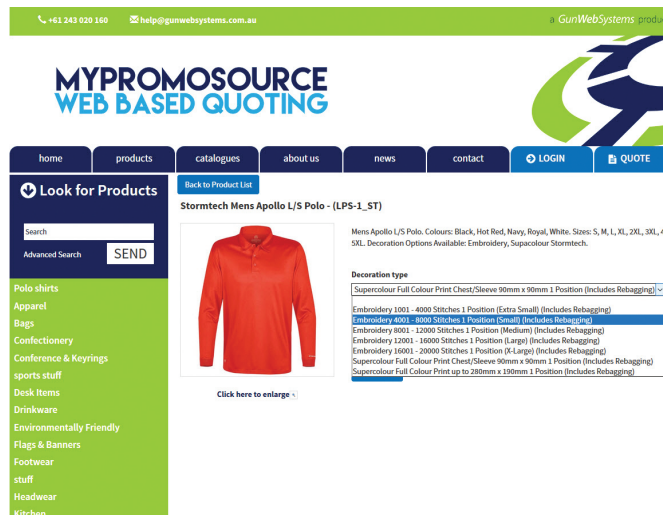 +61 243 020 160
help@gunwebsystems.com.au
a GunWebSystems produ
MYPROMOSOURCE
WEB BASED QUOTING
home
products
catalogues
about us
news
contact
LOGIN
QUOTE
Look for Products
Search
Advanced Search
SEND
Polo shirts
Apparel
Bags
Confectionery
Conference & Keyrings
sports stuff
Desk Items
Drinkware
Environmentally Friendly
Flags & Banners
Footwear
stuff
Headwear
Kitchen
Back to Product List
Stormtech Mens Apollo L/S Polo - (LPS-1_ST)
Click here to enlarge
Mens Apollo L/S Polo. Colours: Black, Hot Red, Navy, Royal, White. Sizes: S, M, L, XL, 2XL, 3XL, 4
5XL. Decoration Options Available: Embroidery, Supacolour Stormtech.
Decoration type
Supercolour Full Colour Print Chest/Sleeve 90mm x 90mm 1 Position (Includes Rebagging)
Embroidery 1001 - 4000 Stitches 1 Position (Extra Small) (Includes Rebagging)
Embroidery 4001 - 8000 Stitches 1 Position (Small) (Includes Rebagging)
Embroidery 8001 - 12000 Stitches 1 Position (Medium) (Includes Rebagging)
Embroidery 12001 - 16000 Stitches 1 Position (Large) (Includes Rebagging)
Embroidery 16001 - 20000 Stitches 1 Position (X-Large) (Includes Rebagging)
Supercolour Full Colour Print Chest/Sleeve 90mm x 90mm 1 Position (Includes Rebagging)
Supercolour Full Colour Print up to 280mm x 190mm 1 Position (Includes Rebagging)